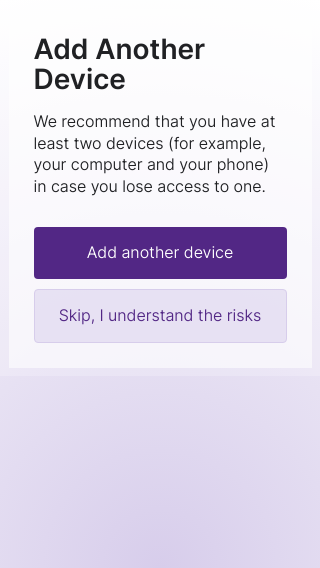 Add Another
Device
We recommend that you have at
least two devices (for example,
your computer and your phone)
in case you lose access to one.
Add another device
Skip, I understand the risks